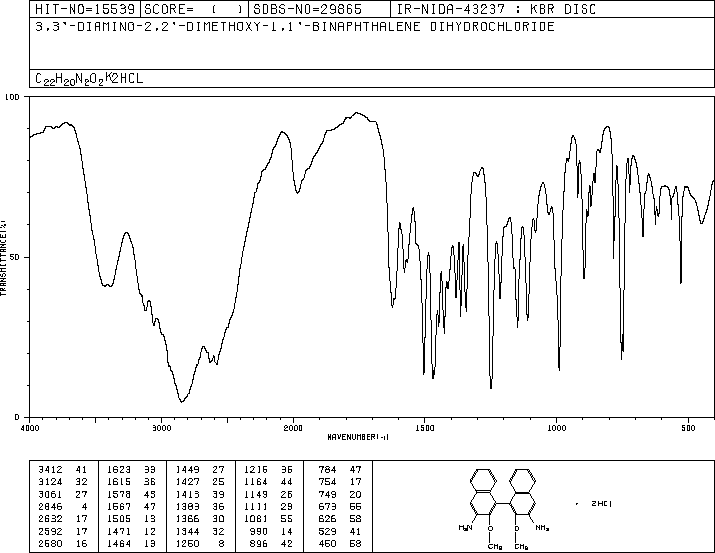 HIT-NO=15539 SCORE= ( ) SDBS-NO=29865 IR-NIDA-43237 : KBR DISC
3,3'-DIAMINO-2,2'-DIMETHOXY-1,1'-BINAPHTHALENE DIHYDROCHLORIDE
C22H20N2O2K2HCL
100
50
0
TRANSMITTANCE(%)
4000 3000 2000 1500 1000 500
WAVENUMBER(-1)
3412 41 1623 39 1449 27 1216 36 784 47
3124 32 1615 36 1427 25 1164 44 754 17
3061 27 1578 45 1413 39 1149 26 749 20
2846 4 1567 47 1383 36 1111 29 673 55
2632 17 1505 13 1366 30 1081 55 626 58
2592 17 1471 12 1344 32 990 14 529 41
2580 16 1464 13 1250 8 896 42 450 58
H2N NH2
O O
CH3 CH3
· 2HCl